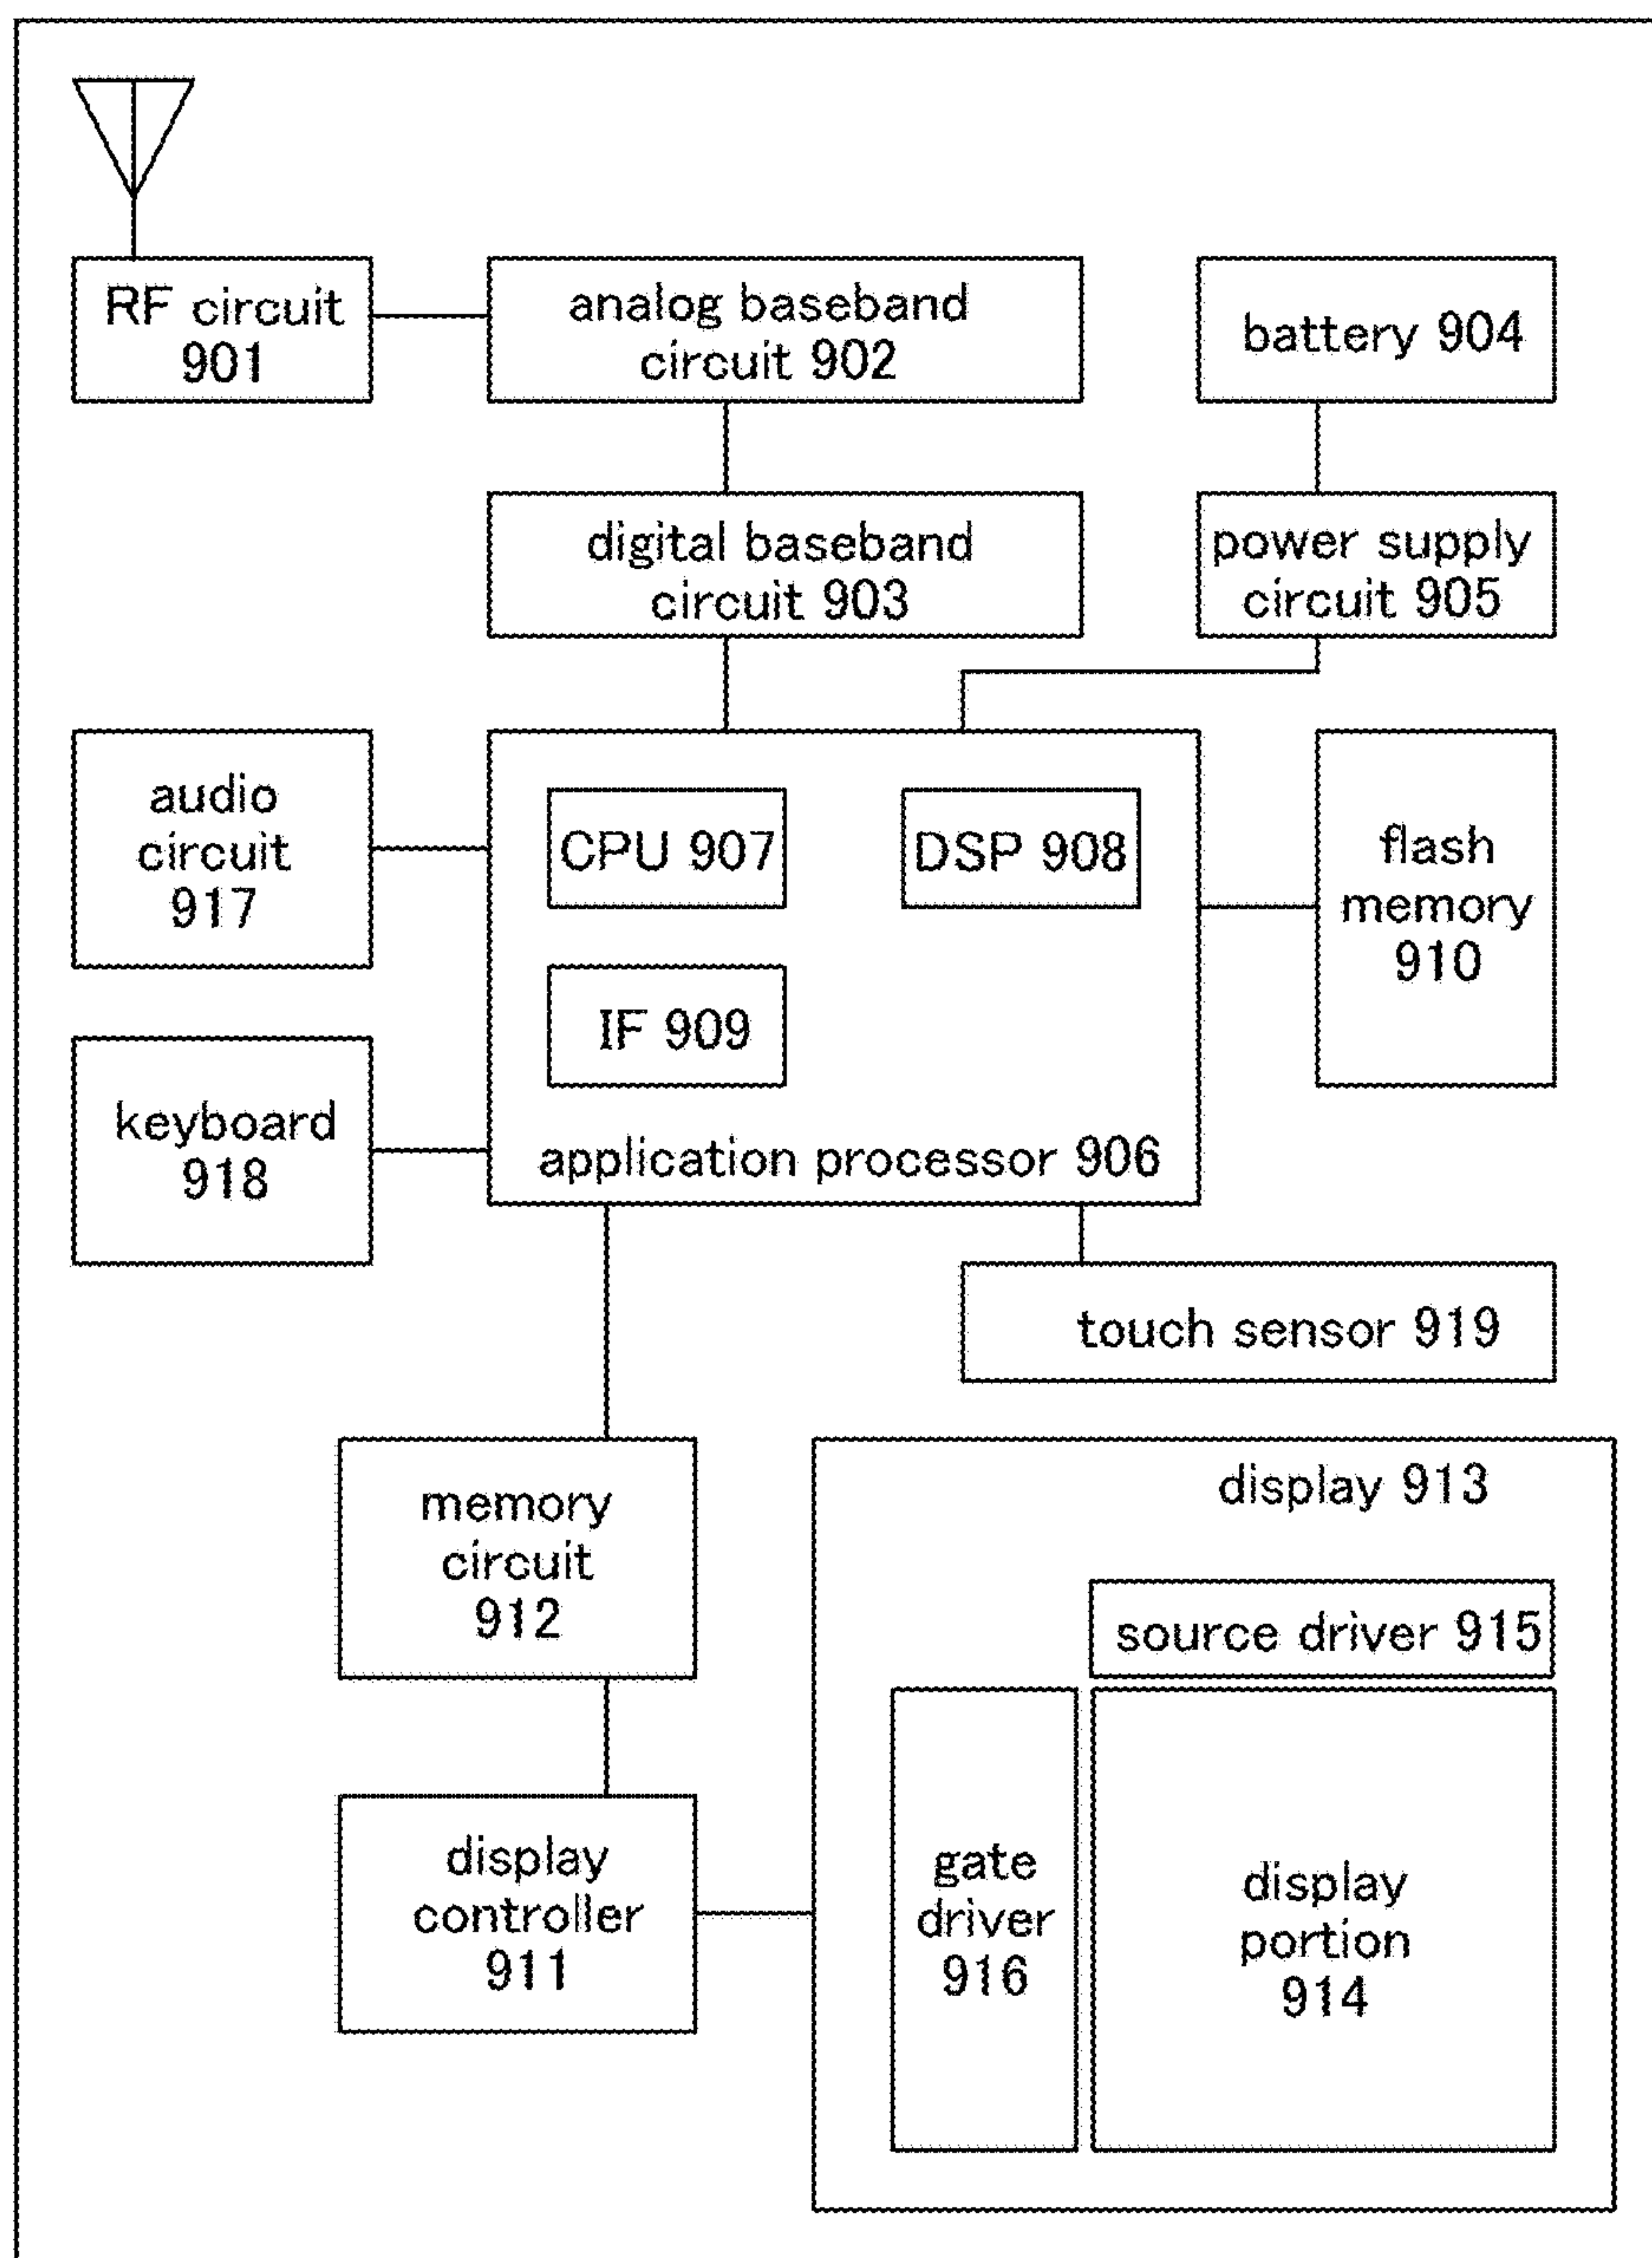 RF circuit
901
analog baseband
circuit 902
battery 904
digital baseband
circuit 903
power supply
circuit 905
audio
circuit
917
CPU 907
DSP 908
flash
memory
910
IF 909
keyboard
918
application processor 906
touch sensor 919
memory
circuit
912
display 913
source driver 915
display
controller
911
gate
driver
916
display
portion
914